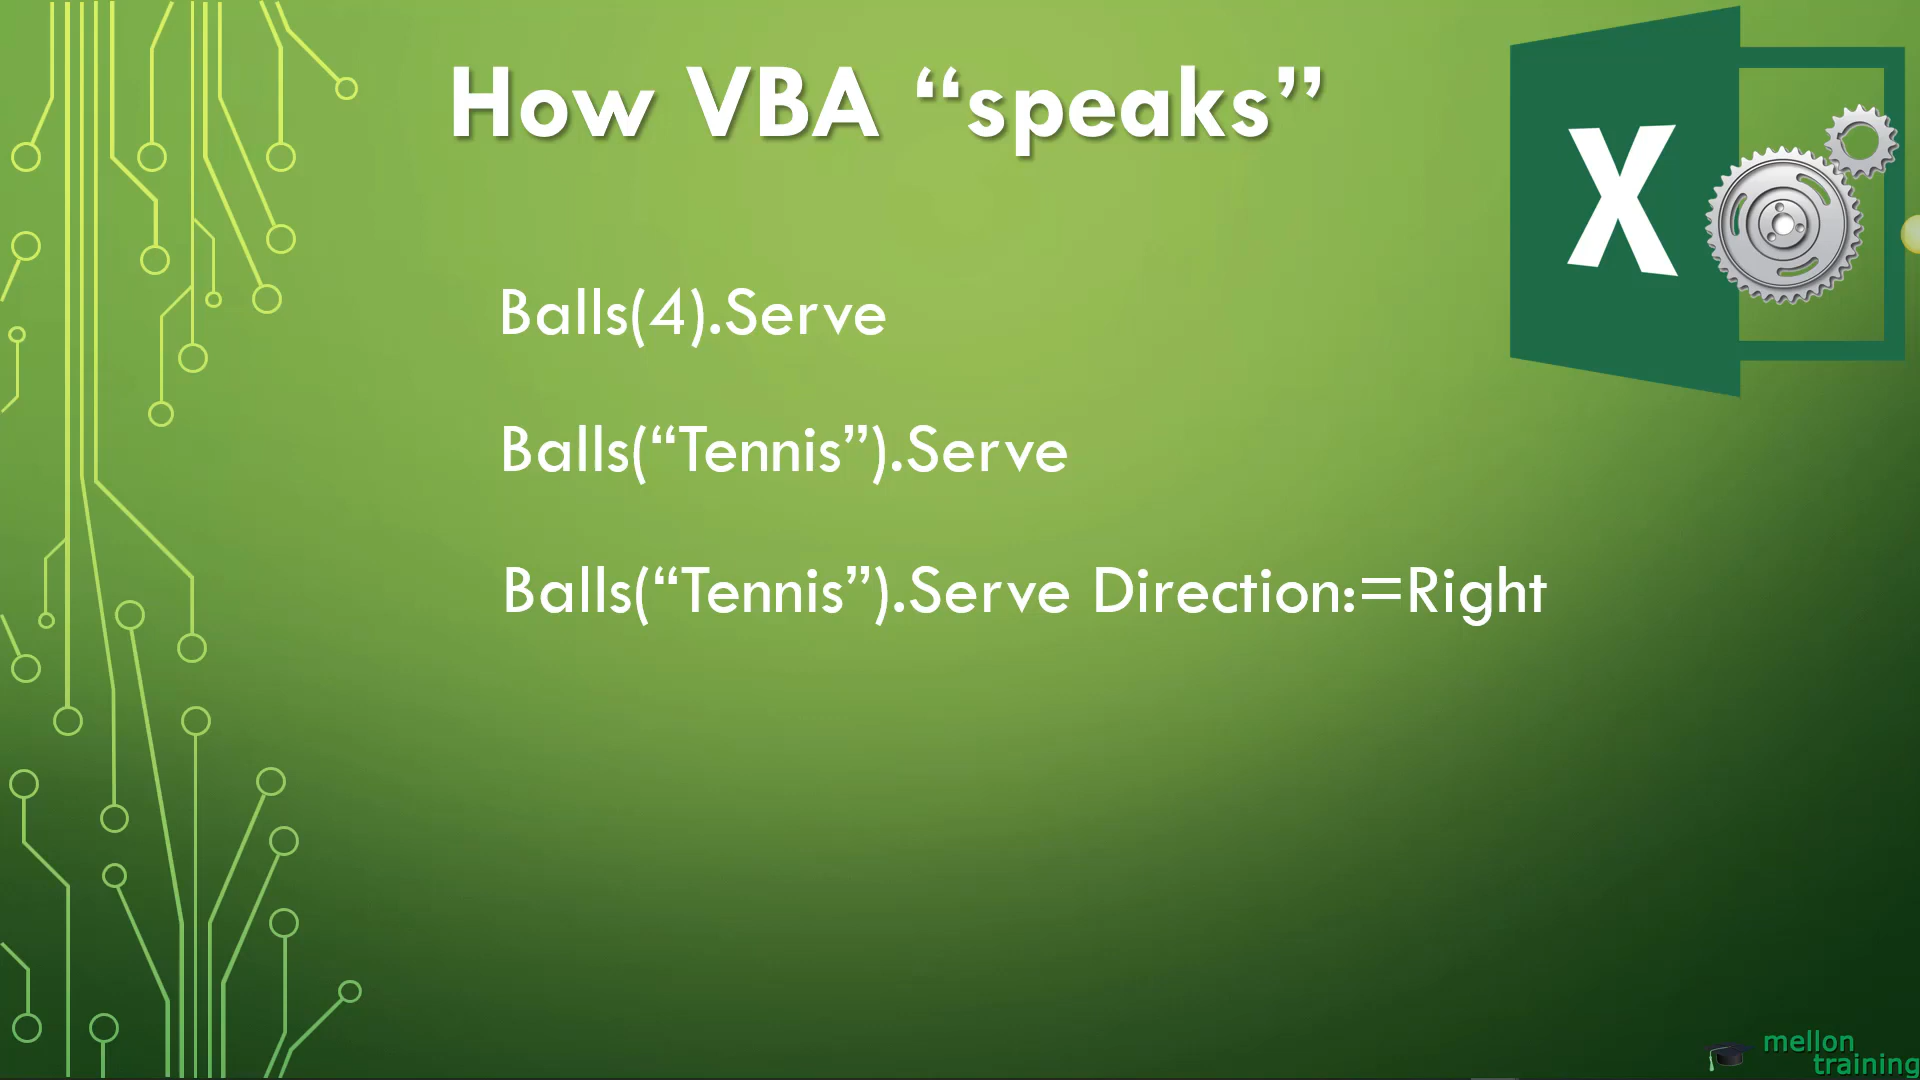 How VBA “speaks”
X
Balls(4).Serve
Balls(“Tennis”).Serve
Balls(“Tennis”).Serve Direction:=Right
mellon
training